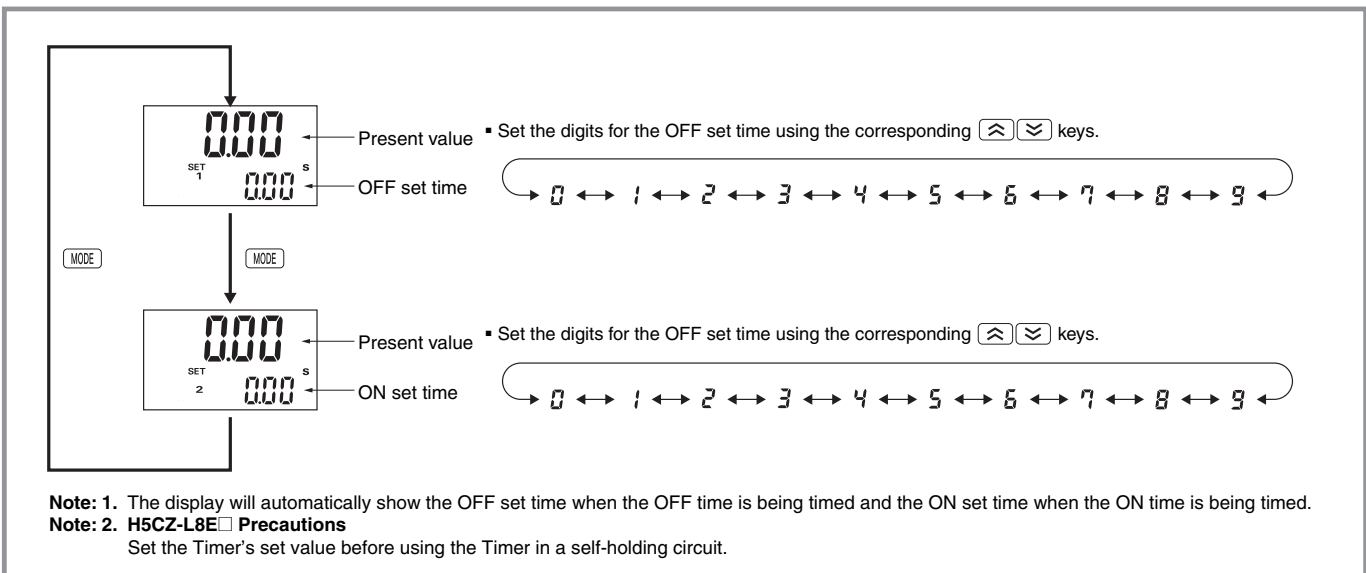 0.00
Present value
SET 1
s
0.00
OFF set time
▪ Set the digits for the OFF set time using the corresponding keys.
0 ↔ 1 ↔ 2 ↔ 3 ↔ 4 ↔ 5 ↔ 6 ↔ 7 ↔ 8 ↔ 9
MODE
MODE
0.00
Present value
SET 2
s
0.00
ON set time
▪ Set the digits for the OFF set time using the corresponding keys.
0 ↔ 1 ↔ 2 ↔ 3 ↔ 4 ↔ 5 ↔ 6 ↔ 7 ↔ 8 ↔ 9
Note: 1. The display will automatically show the OFF set time when the OFF time is being timed and the ON set time when the ON time is being timed.
Note: 2. H5CZ-L8E□ Precautions
Set the Timer's set value before using the Timer in a self-holding circuit.